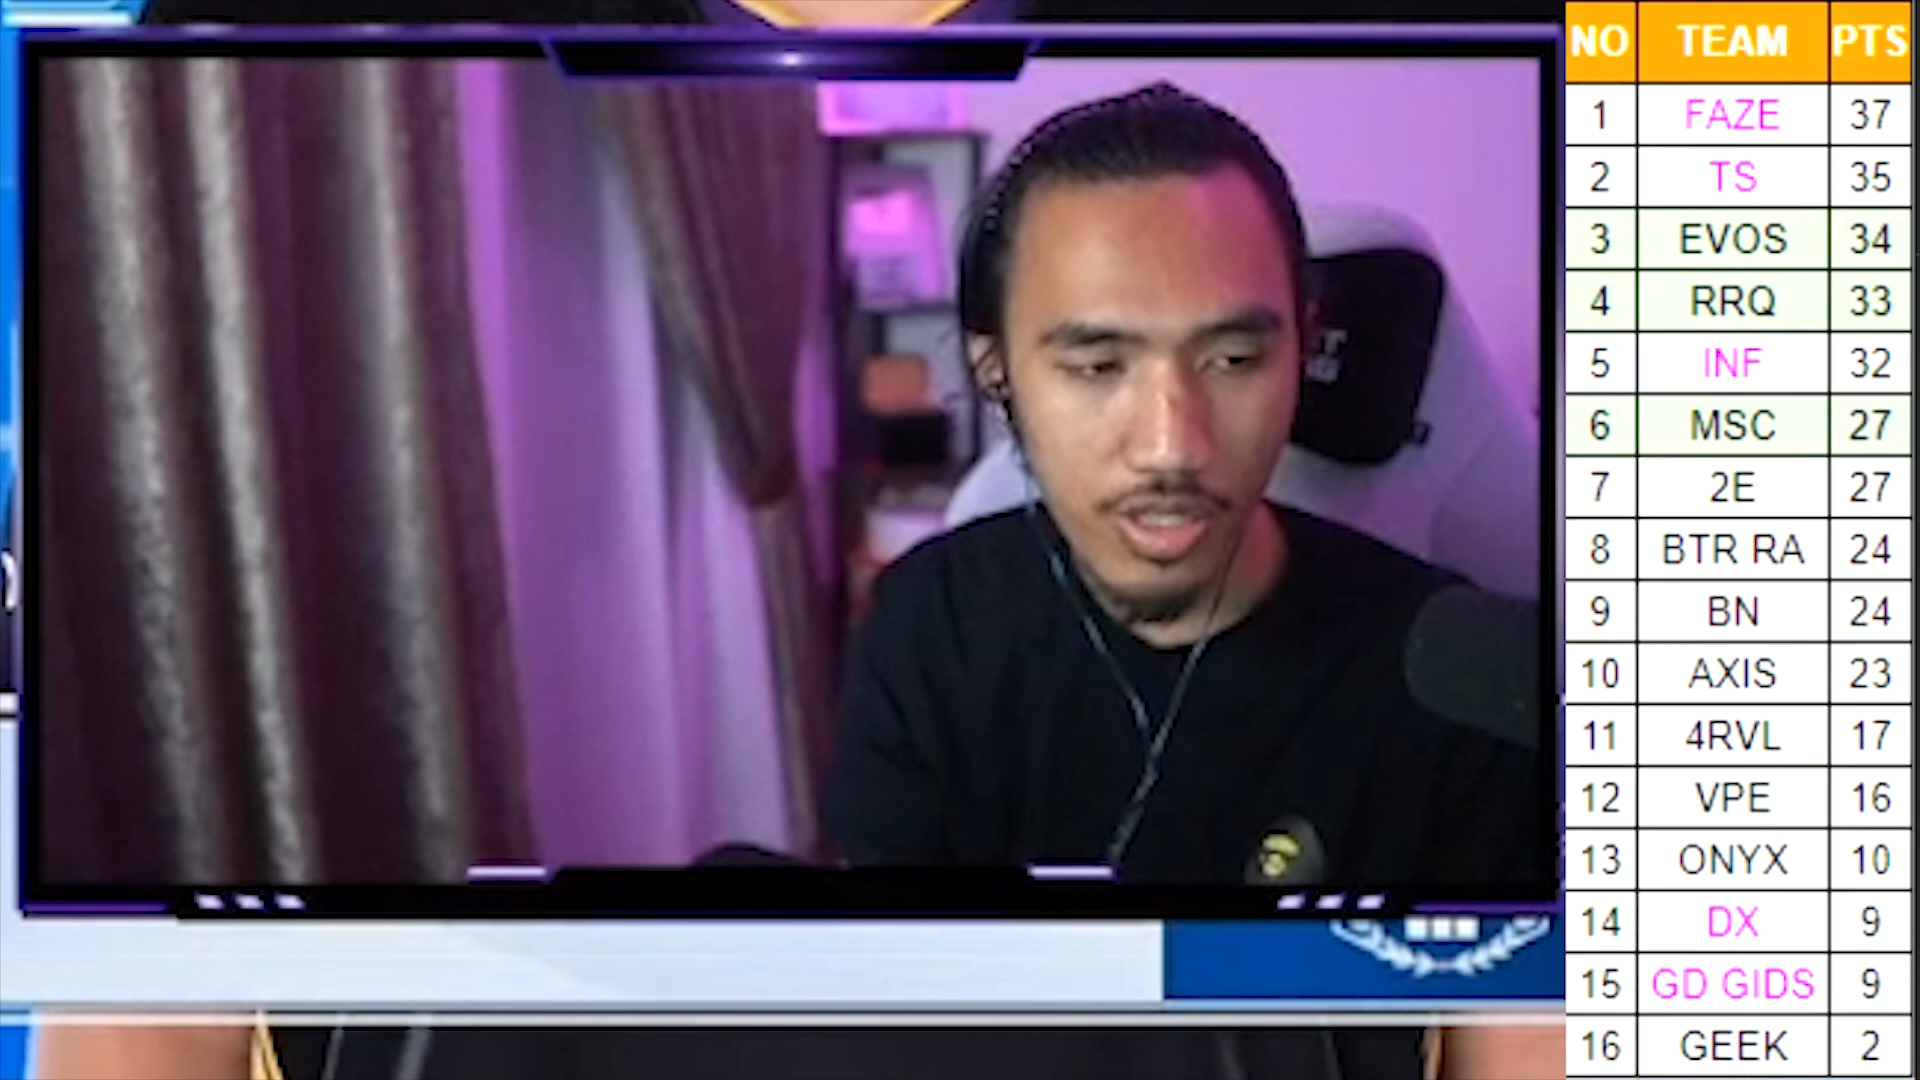 NO TEAM PTS
1 FAZE 37
2 TS 35
3 EVOS 34
4 RRQ 33
5 INF 32
6 MSC 27
7 2E 27
8 BTR RA 24
9 BN 24
10 AXIS 23
11 4RVL 17
12 VPE 16
13 ONYX 10
14 DX 9
15 GD GIDS 9
16 GEEK 2